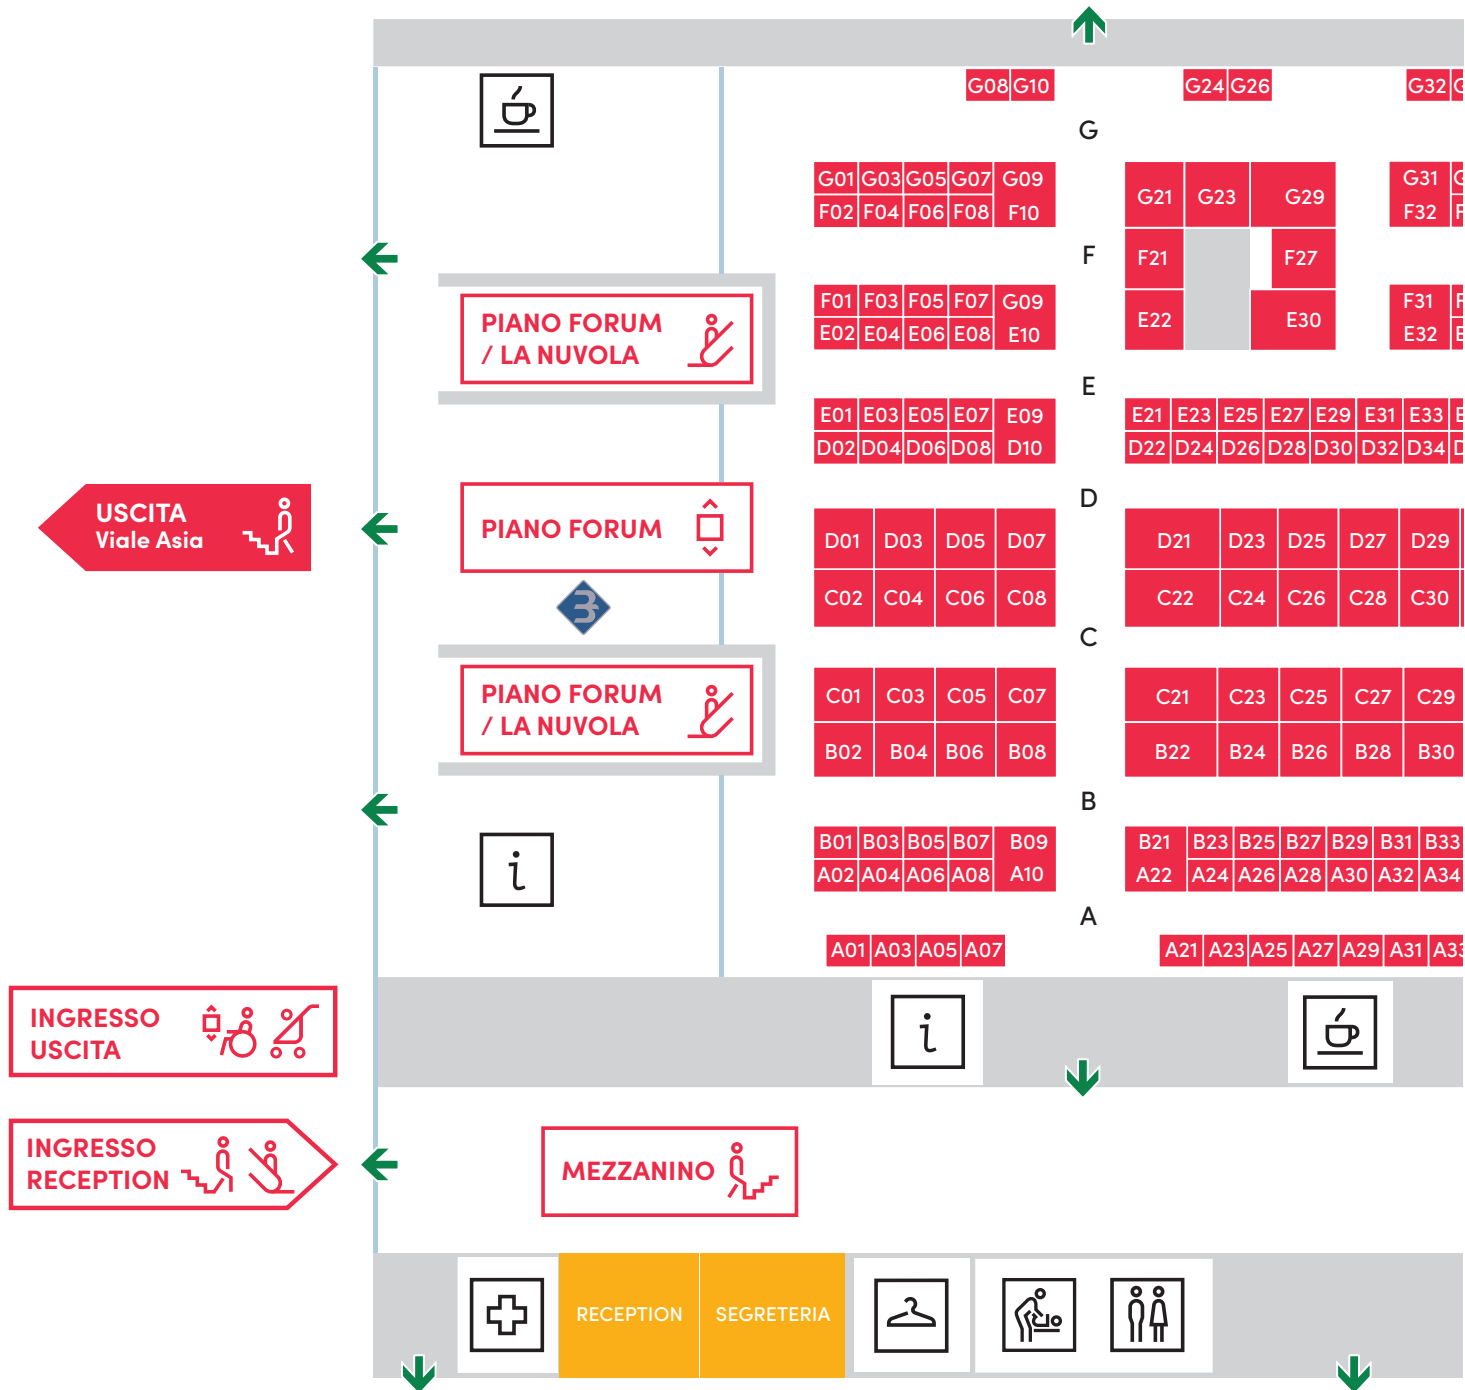 G08 G10 G24 G26 G32
G
G01 G03 G05 G07 G09 G21 G23 G29 G31
F02 F04 F06 F08 F10 F32
F
F21 F27
F01 F03 F05 F07 G09 F31
E02 E04 E06 E08 E10 E22 E30 E32
PIANO FORUM
/ LA NUVOLA
E
E01 E03 E05 E07 E09 E21 E23 E25 E27 E29 E31 E33
D02 D04 D06 D08 D10 D22 D24 D26 D28 D30 D32 D34
D
USCITA
Viale Asia
PIANO FORUM
D01 D03 D05 D07 D21 D23 D25 D27 D29
C02 C04 C06 C08 C22 C24 C26 C28 C30
C
PIANO FORUM
/ LA NUVOLA
C01 C03 C05 C07 C21 C23 C25 C27 C29
B02 B04 B06 B08 B22 B24 B26 B28 B30
B
B01 B03 B05 B07 B09 B21 B23 B25 B27 B29 B31 B33
A02 A04 A06 A08 A10 A22 A24 A26 A28 A30 A32 A34
i
A
A01 A03 A05 A07 A21 A23 A25 A27 A29 A31 A33
INGRESSO
USCITA
i
INGRESSO
RECEPTION
MEZZANINO
RECEPTION SEGRETERIA